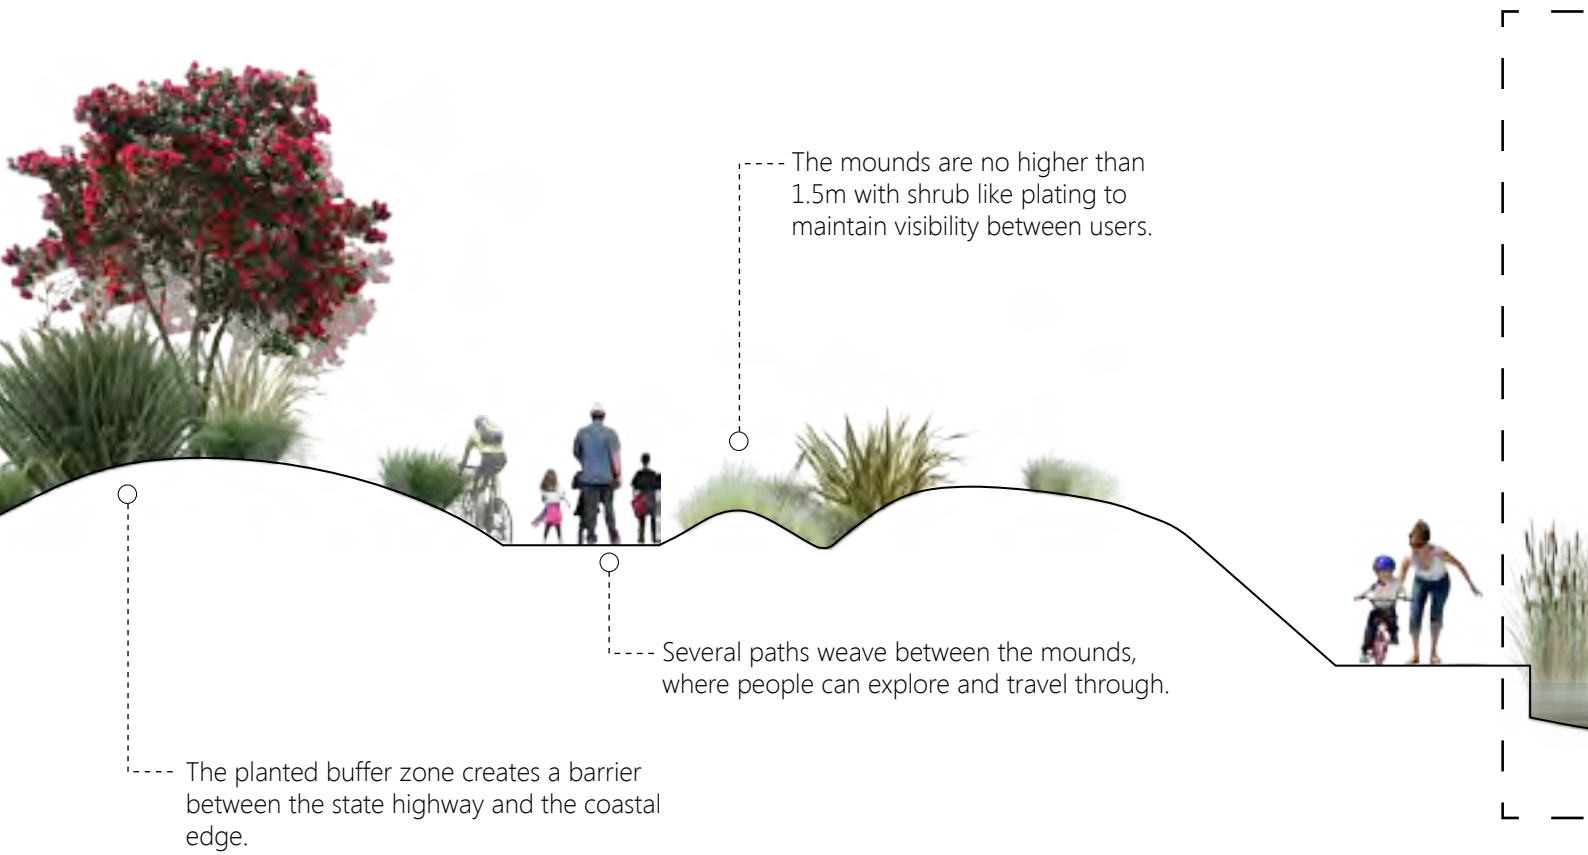 The mounds are no higher than
1.5m with shrub like plating to
maintain visibility between users.
Several paths weave between the mounds,
where people can explore and travel through.
The planted buffer zone creates a barrier
between the state highway and the coastal
edge.